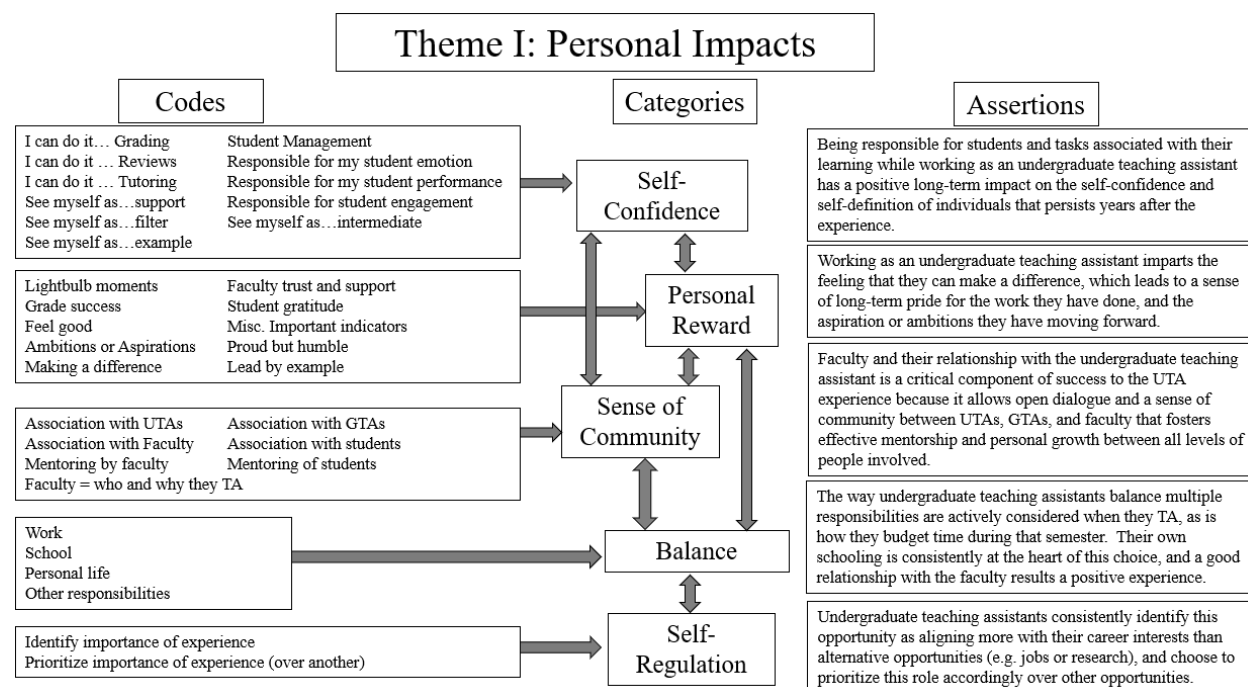 Theme I: Personal Impacts
Codes
Categories
Assertions
I can do it… Grading
I can do it … Reviews
I can do it … Tutoring
See myself as…support
See myself as…filter
See myself as…example
Student Management
Responsible for my student emotion
Responsible for my student performance
Responsible for student engagement
See myself as…intermediate
Self-
Confidence
Being responsible for students and tasks associated with their
learning while working as an undergraduate teaching assistant
has a positive long-term impact on the self-confidence and
self-definition of individuals that persists years after the
experience.
Lightbulb moments
Grade success
Feel good
Ambitions or Aspirations
Making a difference
Faculty trust and support
Student gratitude
Misc. Important indicators
Proud but humble
Lead by example
Personal
Reward
Working as an undergraduate teaching assistant imparts the
feeling that they can make a difference, which leads to a sense
of long-term pride for the work they have done, and the
aspiration or ambitions they have moving forward.
Association with UTAs
Association with Faculty
Mentoring by faculty
Faculty = who and why they TA
Association with GTAs
Association with students
Mentoring of students
Sense of
Community
Faculty and their relationship with the undergraduate teaching
assistant is a critical component of success to the UTA
experience because it allows open dialogue and a sense of
community between UTAs, GTAs, and faculty that fosters
effective mentorship and personal growth between all levels of
people involved.
Work
School
Personal life
Other responsibilities
Balance
The way undergraduate teaching assistants balance multiple
responsibilities are actively considered when they TA, as is
how they budget time during that semester.  Their own
schooling is consistently at the heart of this choice, and a good
relationship with the faculty results a positive experience.
Identify importance of experience
Prioritize importance of experience (over another)
Self-
Regulation
Undergraduate teaching assistants consistently identify this
opportunity as aligning more with their career interests than
alternative opportunities (e.g. jobs or research), and choose to
prioritize this role accordingly over other opportunities.